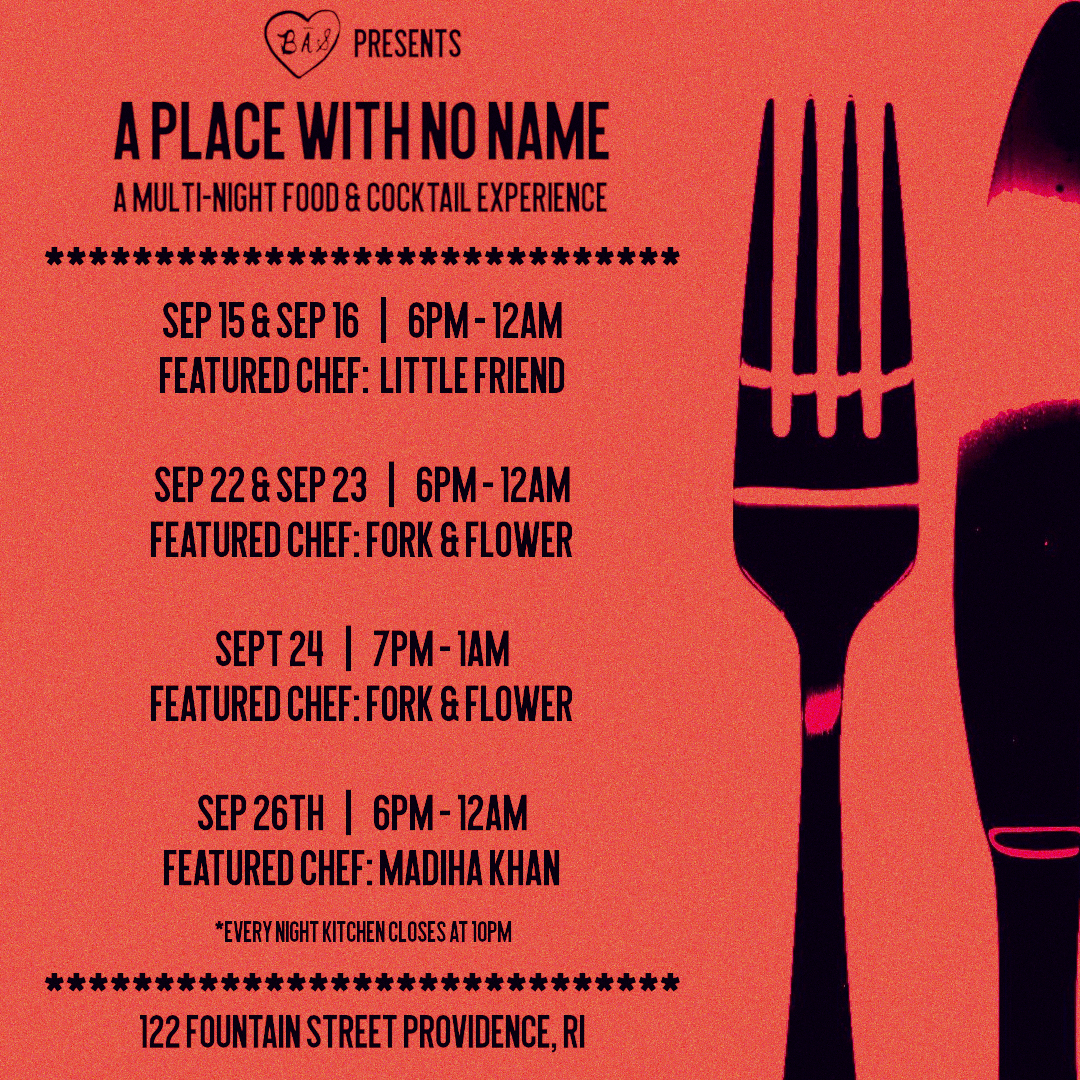 BĀS PRESENTS
A PLACE WITH NO NAME
A MULTI-NIGHT FOOD & COCKTAIL EXPERIENCE
******************************
SEP 15 & SEP 16 | 6PM - 12AM
FEATURED CHEF: LITTLE FRIEND
SEP 22 & SEP 23 | 6PM - 12AM
FEATURED CHEF: FORK & FLOWER
SEPT 24 | 7PM - 1AM
FEATURED CHEF: FORK & FLOWER
SEP 26TH | 6PM - 12AM
FEATURED CHEF: MADIHA KHAN
*EVERY NIGHT KITCHEN CLOSES AT 10PM
******************************
122 FOUNTAIN STREET PROVIDENCE, RI